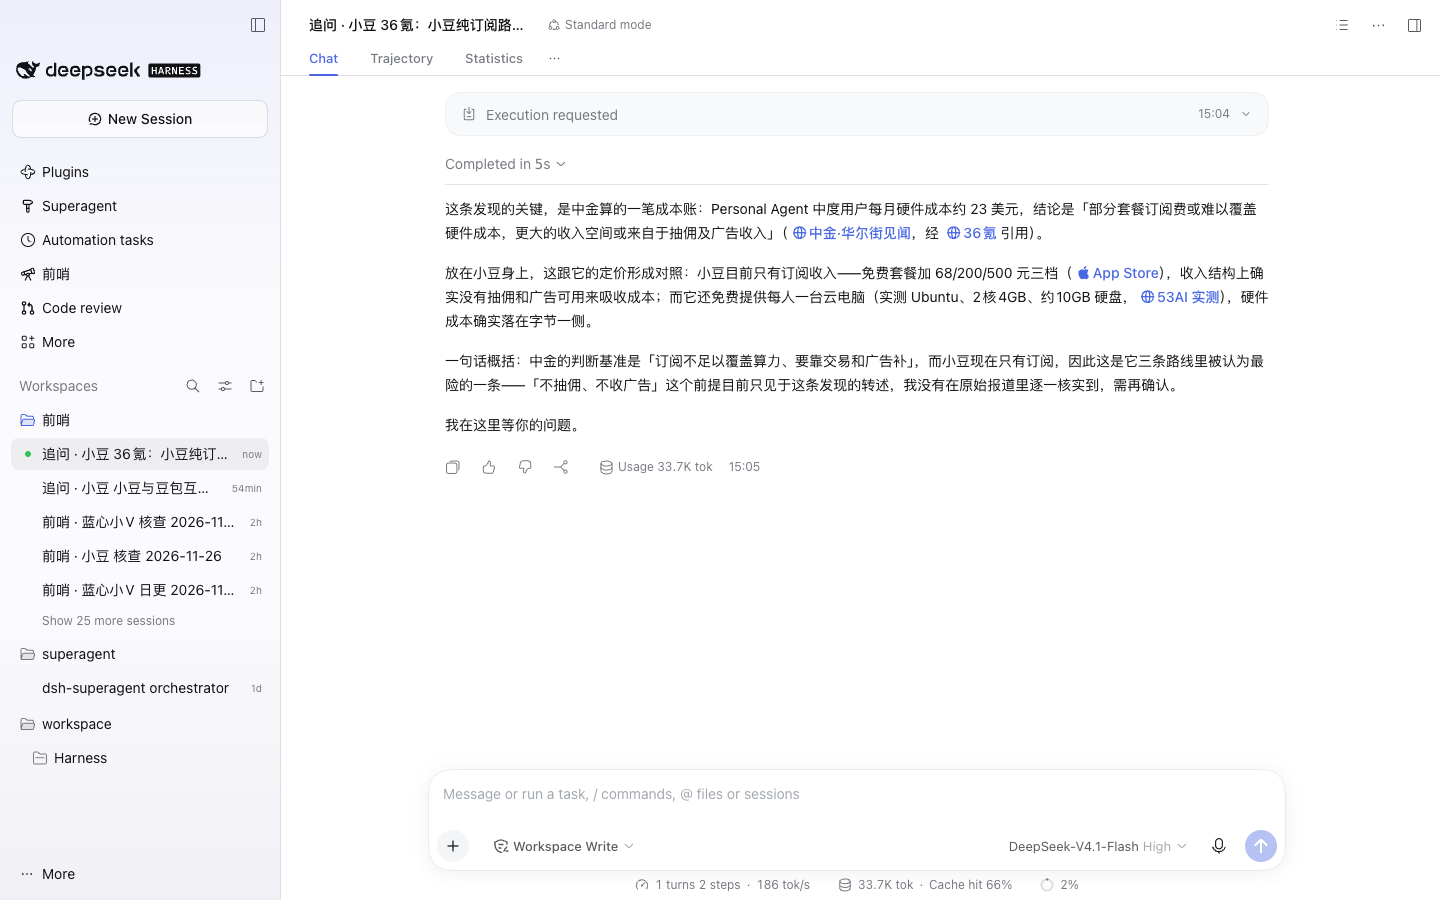 deepseek HARNESS
New Session
Plugins
Superagent
Automation tasks
前哨
Code review
More
Workspaces
前哨
追问 · 小豆 36氪：小豆纯订... now
追问 · 小豆 小豆与豆包互... 54min
前哨 · 蓝心小V 核查 2026-11... 2h
前哨 · 小豆 核查 2026-11-26 2h
前哨 · 蓝心小V 日更 2026-11... 2h
Show 25 more sessions
superagent
dsh-superagent orchestrator 1d
workspace
Harness
More
追问 · 小豆 36氪：小豆纯订阅路... Standard mode
Chat Trajectory Statistics
Execution requested 15:04
Completed in 5s
这条发现的关键，是中金算的一笔成本账：Personal Agent 中度用户每月硬件成本约 23 美元，结论是「部分套餐订阅费或难以覆盖
硬件成本，更大的收入空间或来自于抽佣及广告收入」（ 中金·华尔街见闻，经 36氪 引用）。
放在小豆身上，这跟它的定价形成对照：小豆目前只有订阅收入——免费套餐加 68/200/500 元三档（ App Store），收入结构上确
实没有抽佣和广告可用来吸收成本；而它还免费提供每人一台云电脑（实测 Ubuntu、2核4GB、约10GB 硬盘， 53AI 实测），硬件
成本确实落在字节一侧。
一句话概括：中金的判断基准是「订阅不足以覆盖算力、要靠交易和广告补」，而小豆现在只有订阅，因此这是它三条路线里被认为最
险的一条——「不抽佣、不收广告」这个前提目前只见于这条发现的转述，我没有在原始报道里逐一核实到，需再确认。
我在这里等你的问题。
Usage 33.7K tok 15:05
Message or run a task, / commands, @ files or sessions
Workspace Write
DeepSeek-V4.1-Flash High
1 turns 2 steps · 186 tok/s 33.7K tok · Cache hit 66% 2%